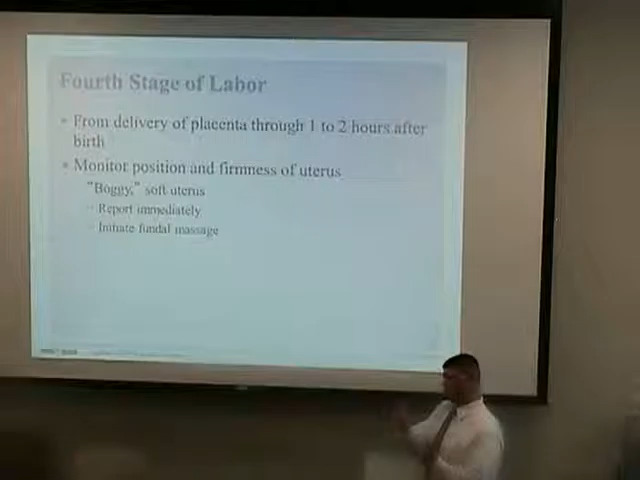 Fourth Stage of Labor
From delivery of placenta through 1 to 2 hours after
birth
Monitor position and firmness of uterus
"Boggy," soft uterus
Report immediately
Initiate fundal massage